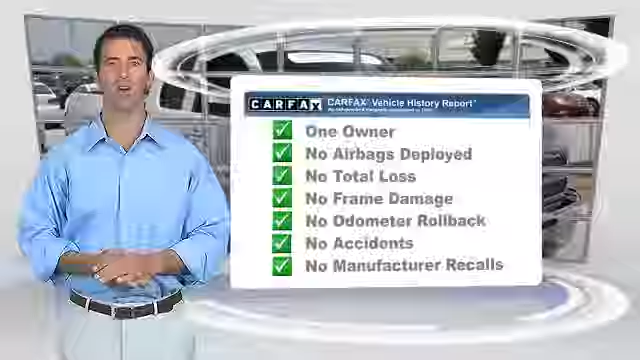 CARFAX CARFAX Vehicle History Report
One Owner
No Airbags Deployed
No Total Loss
No Frame Damage
No Odometer Rollback
No Accidents
No Manufacturer Recalls